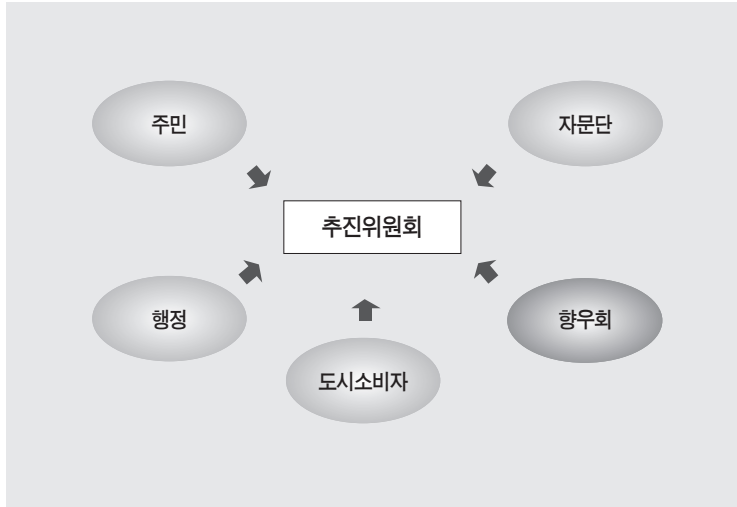 주민
자문단
추진위원회
행정
향우회
도시소비자